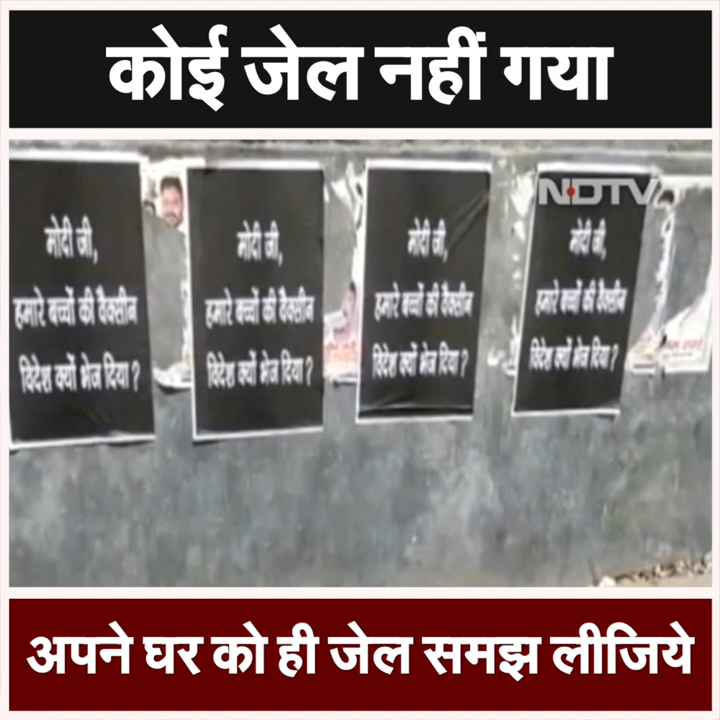 कोई जेल नहीं गया
NDTV
मोदी जी,
हमारे बच्चों की वैक्सीन
विदेश क्यों भेज दिया?
मोदी जी,
हमारे बच्चों की वैक्सीन
विदेश क्यों भेज दिया?
मोदी जी,
हमारे बच्चों की वैक्सीन
विदेश क्यों भेज दिया?
मोदी जी,
हमारे बच्चों की वैक्सीन
विदेश क्यों भेज दिया?
अपने घर को ही जेल समझ लीजिये